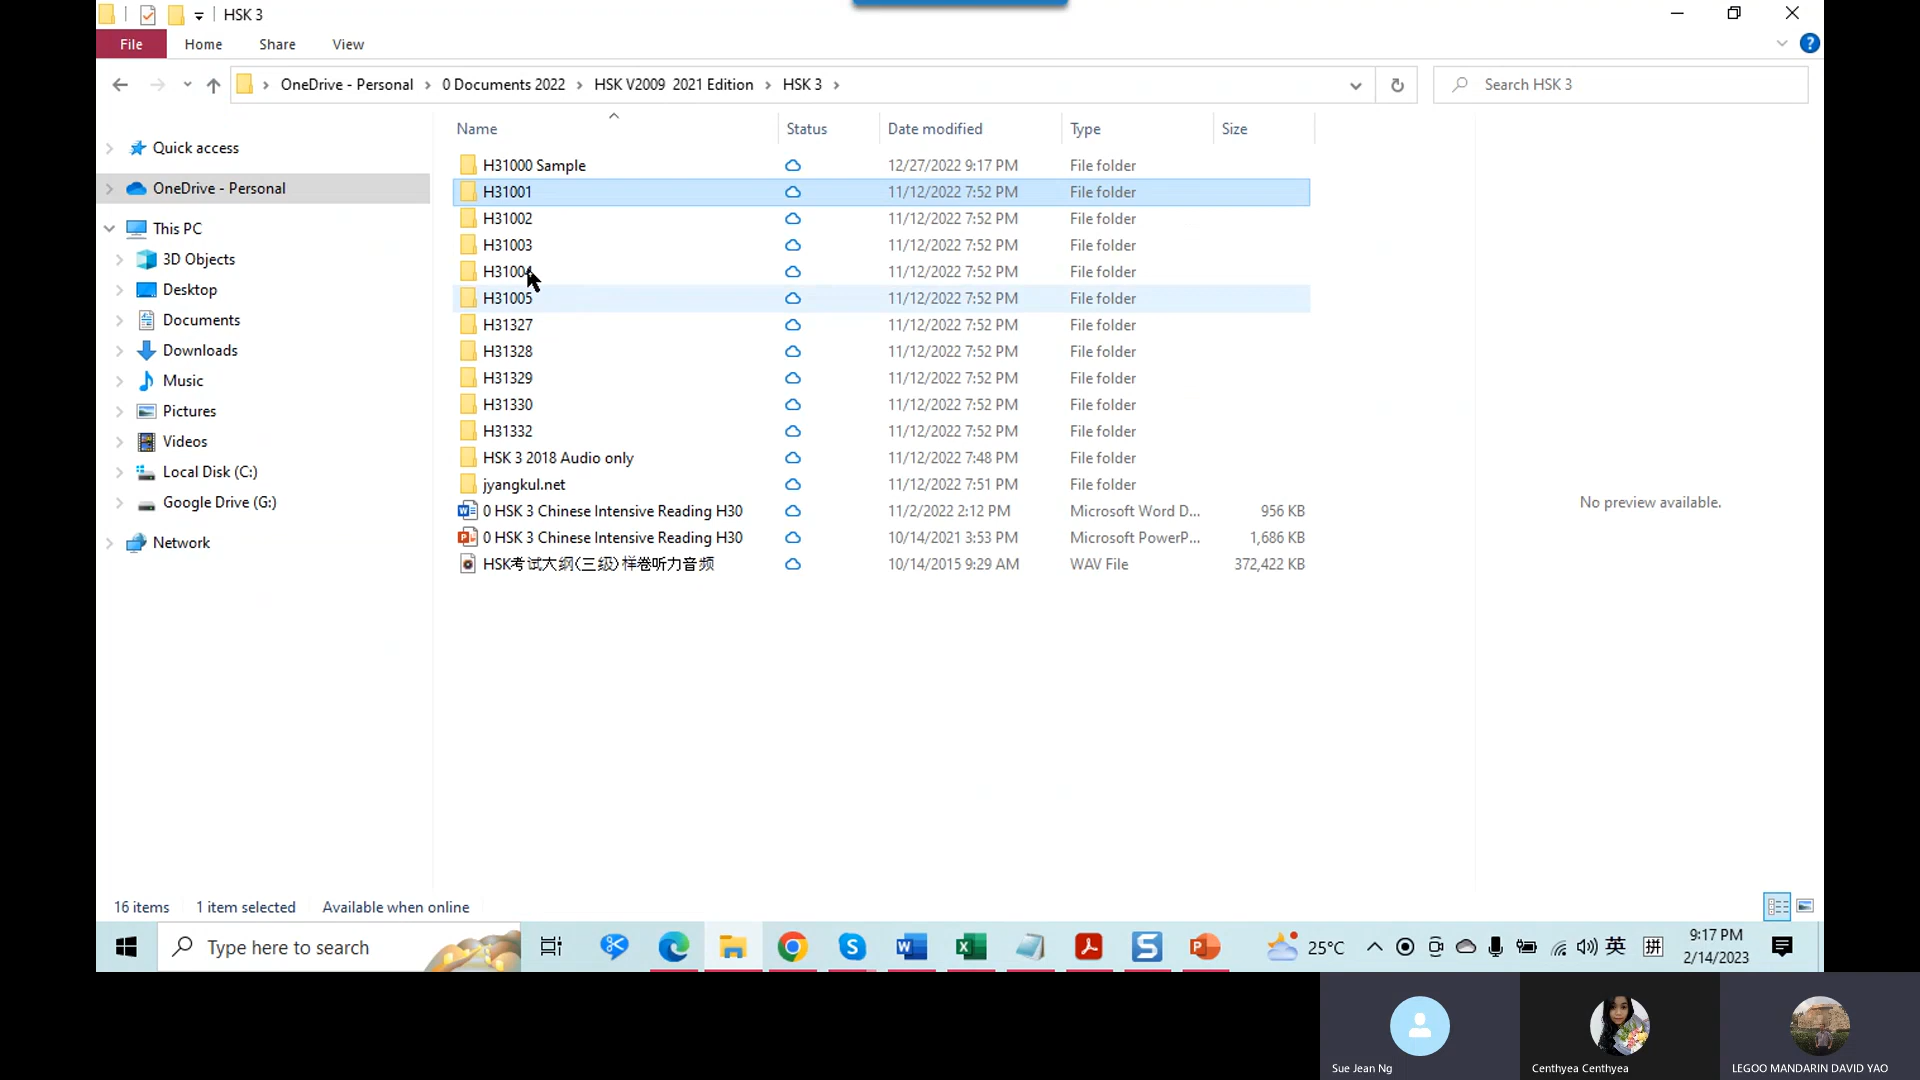 HSK 3
File Home Share View
OneDrive - Personal › 0 Documents 2022 › HSK V2009  2021 Edition › HSK 3 ›
Search HSK 3
Name Status Date modified Type Size
Quick access
OneDrive - Personal
This PC
3D Objects
Desktop
Documents
Downloads
Music
Pictures
Videos
Local Disk (C:)
Google Drive (G:)
Network
H31000 Sample 12/27/2022 9:17 PM File folder
H31001 11/12/2022 7:52 PM File folder
H31002 11/12/2022 7:52 PM File folder
H31003 11/12/2022 7:52 PM File folder
H31004 11/12/2022 7:52 PM File folder
H31005 11/12/2022 7:52 PM File folder
H31327 11/12/2022 7:52 PM File folder
H31328 11/12/2022 7:52 PM File folder
H31329 11/12/2022 7:52 PM File folder
H31330 11/12/2022 7:52 PM File folder
H31332 11/12/2022 7:52 PM File folder
HSK 3 2018 Audio only 11/12/2022 7:48 PM File folder
jyangkul.net 11/12/2022 7:51 PM File folder
0 HSK 3 Chinese Intensive Reading H30 11/2/2022 2:12 PM Microsoft Word D... 956 KB
0 HSK 3 Chinese Intensive Reading H30 10/14/2021 3:53 PM Microsoft PowerP... 1,686 KB
HSK考试大纲(三级)样卷听力音频 10/14/2015 9:29 AM WAV File 372,422 KB
No preview available.
16 items 1 item selected Available when online
Type here to search
25°C
英
拼
9:17 PM
2/14/2023
Sue Jean Ng
Centhyea Centhyea
LEGOO MANDARIN DAVID YAO